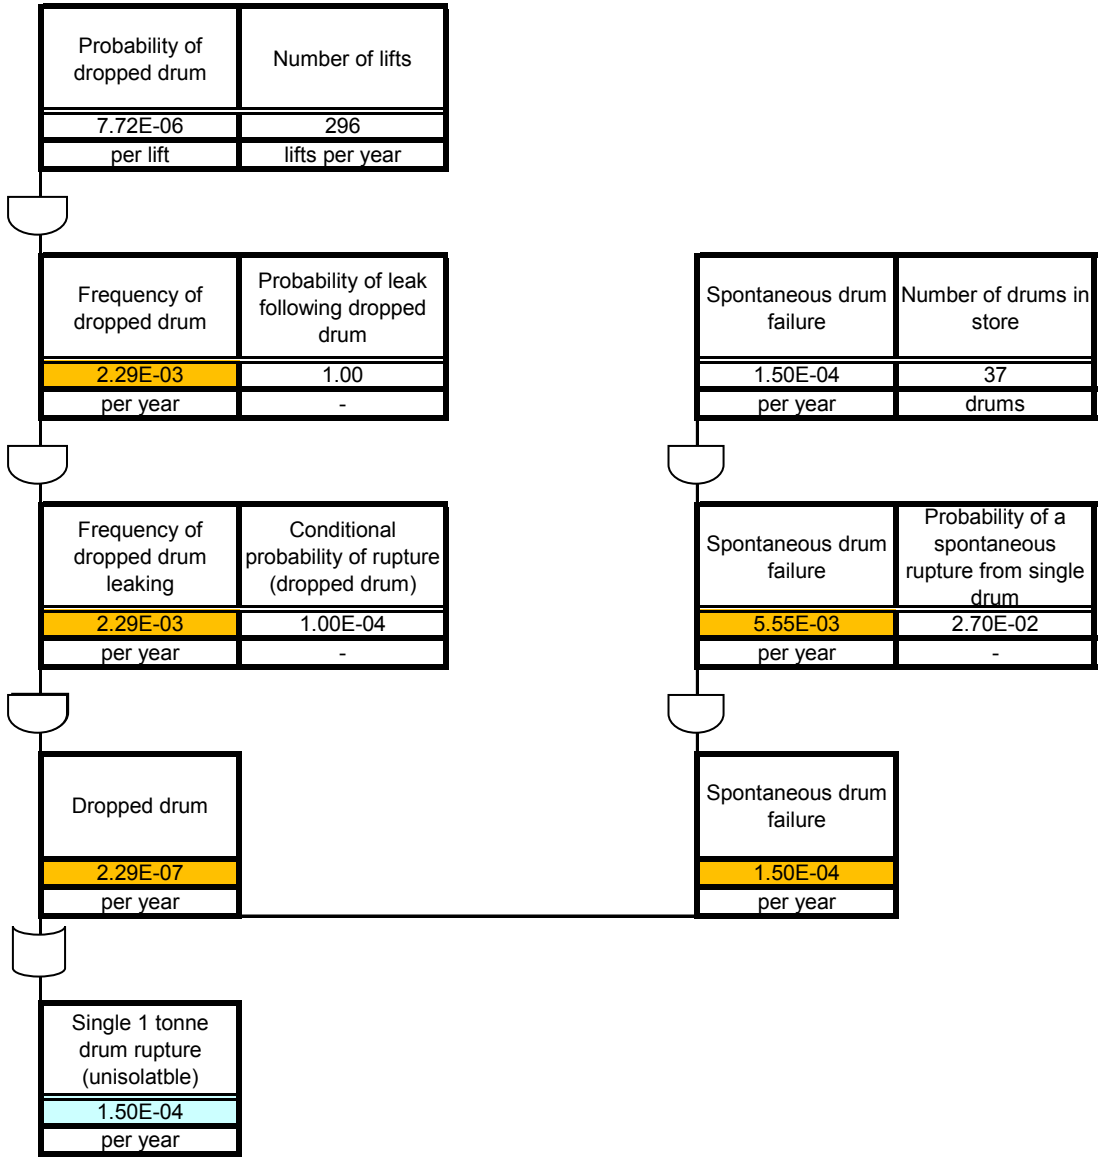 Probability of
dropped drum
Number of lifts
7.72E-06
296
per lift
lifts per year
Frequency of
dropped drum
Probability of leak
following dropped
drum
2.29E-03
1.00
per year
-
Spontaneous drum
failure
Number of drums in
store
1.50E-04
37
per year
drums
Frequency of
dropped drum
leaking
Conditional
probability of rupture
(dropped drum)
2.29E-03
1.00E-04
per year
-
Spontaneous drum
failure
Probability of a
spontaneous
rupture from single
drum
5.55E-03
2.70E-02
per year
-
Dropped drum
2.29E-07
per year
Spontaneous drum
failure
1.50E-04
per year
Single 1 tonne
drum rupture
(unisolatble)
1.50E-04
per year